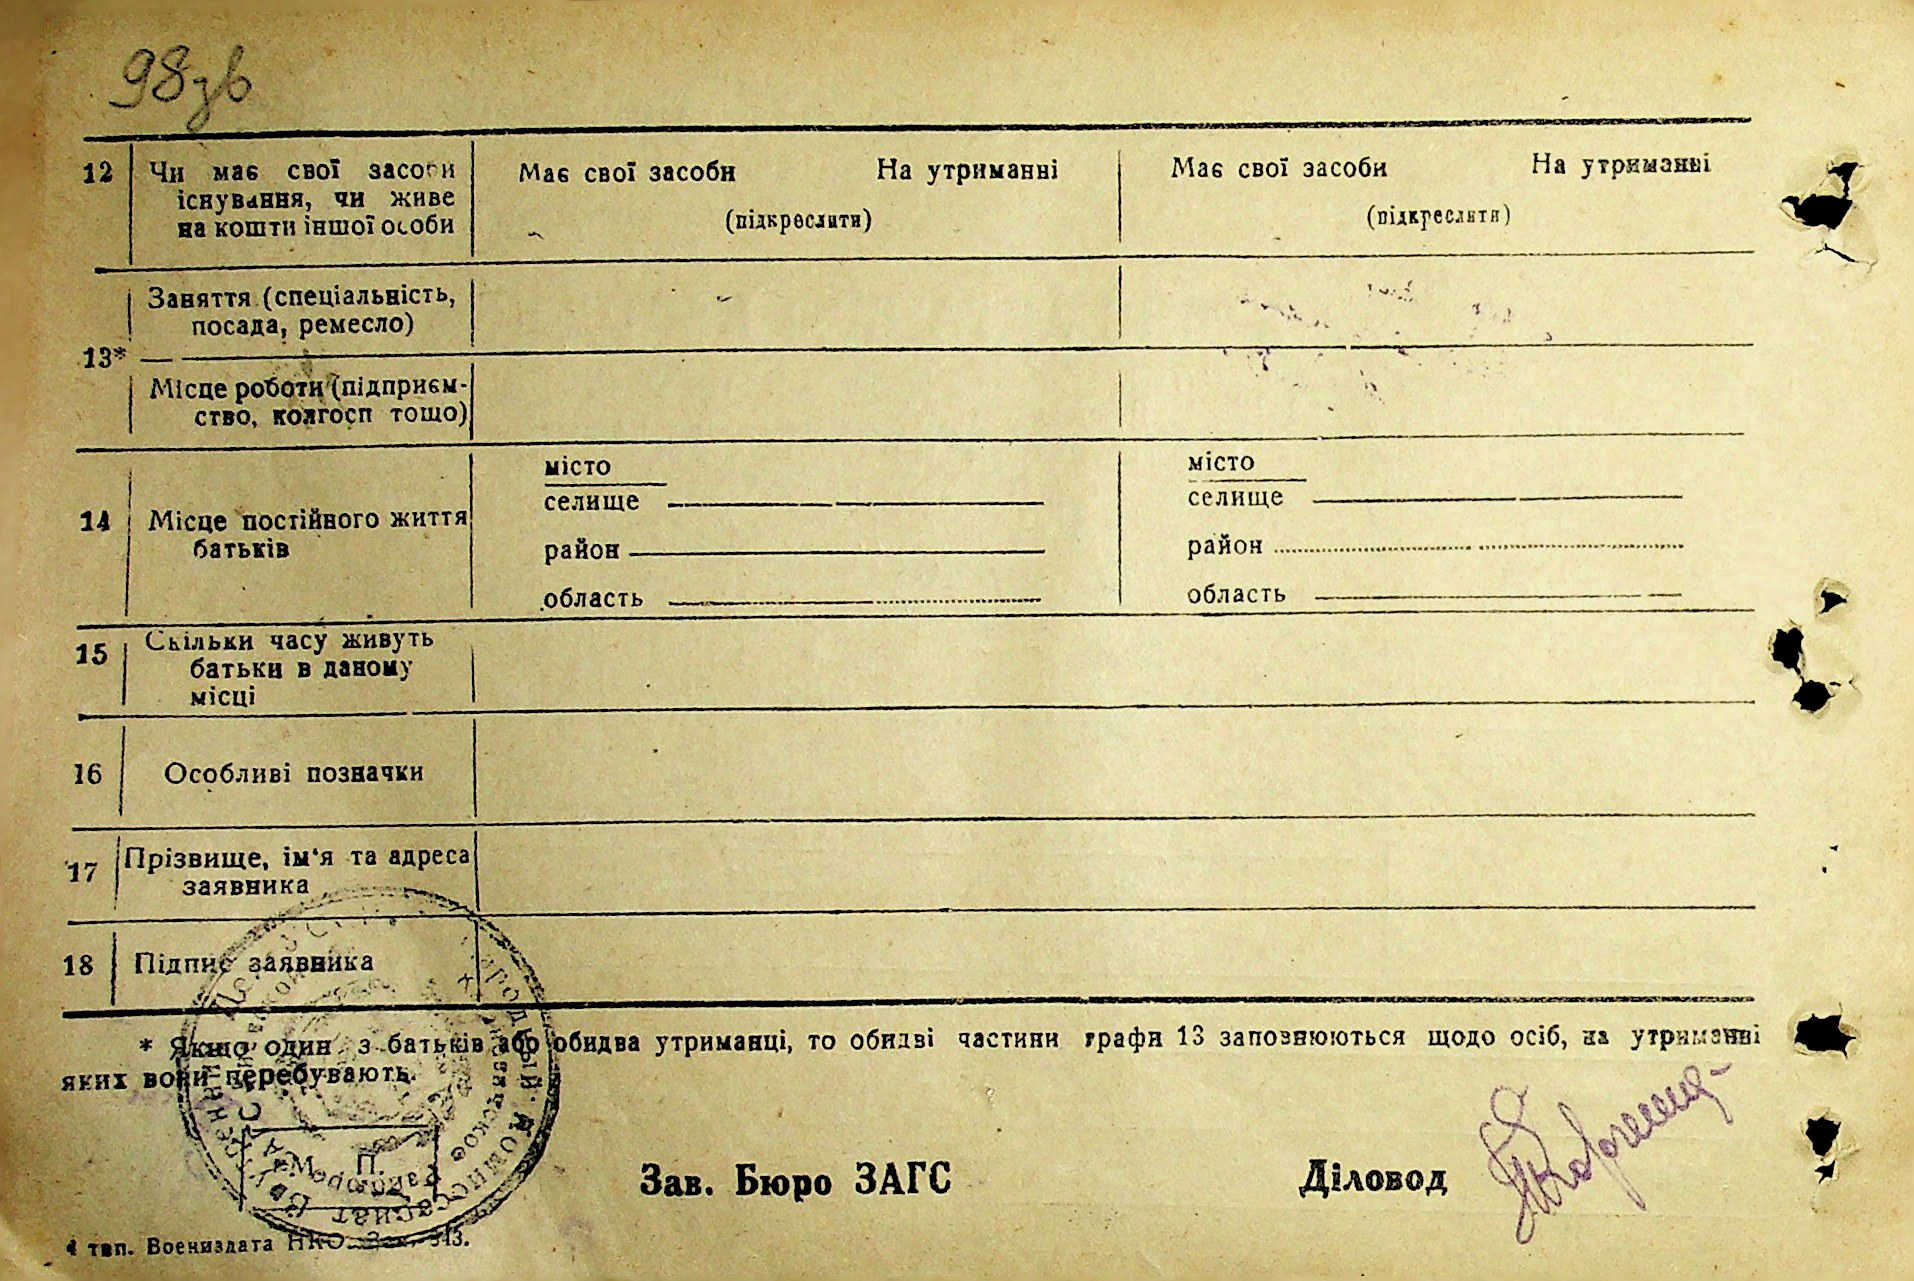 98зв
12 Чи має свої засоби Має свої засоби На утриманні Має свої засоби На утриманні
існування, чи живе (підкреслити) (підкреслити)
на кошти іншої особи
Заняття (спеціальність,
посада, ремесло)
13*
Місце роботи (підприєм-
ство, колгосп тощо)
місто місто
селище селище
14 Місце постійного життя
батьків район район
область область
15 Скільки часу живуть
батьки в даному
місці
16 Особливі позначки
17 Прізвище, ім'я та адреса
заявника
18 Підпис заявника
* Якщо один з батьків або обидва утриманці, то обидві частини графи 13 заповнюються щодо осіб, на утриманні
яких вони перебувають.
М. П.
Зав. Бюро ЗАГС Діловод
4 тип. Воениздата НКО. Зак. 343.